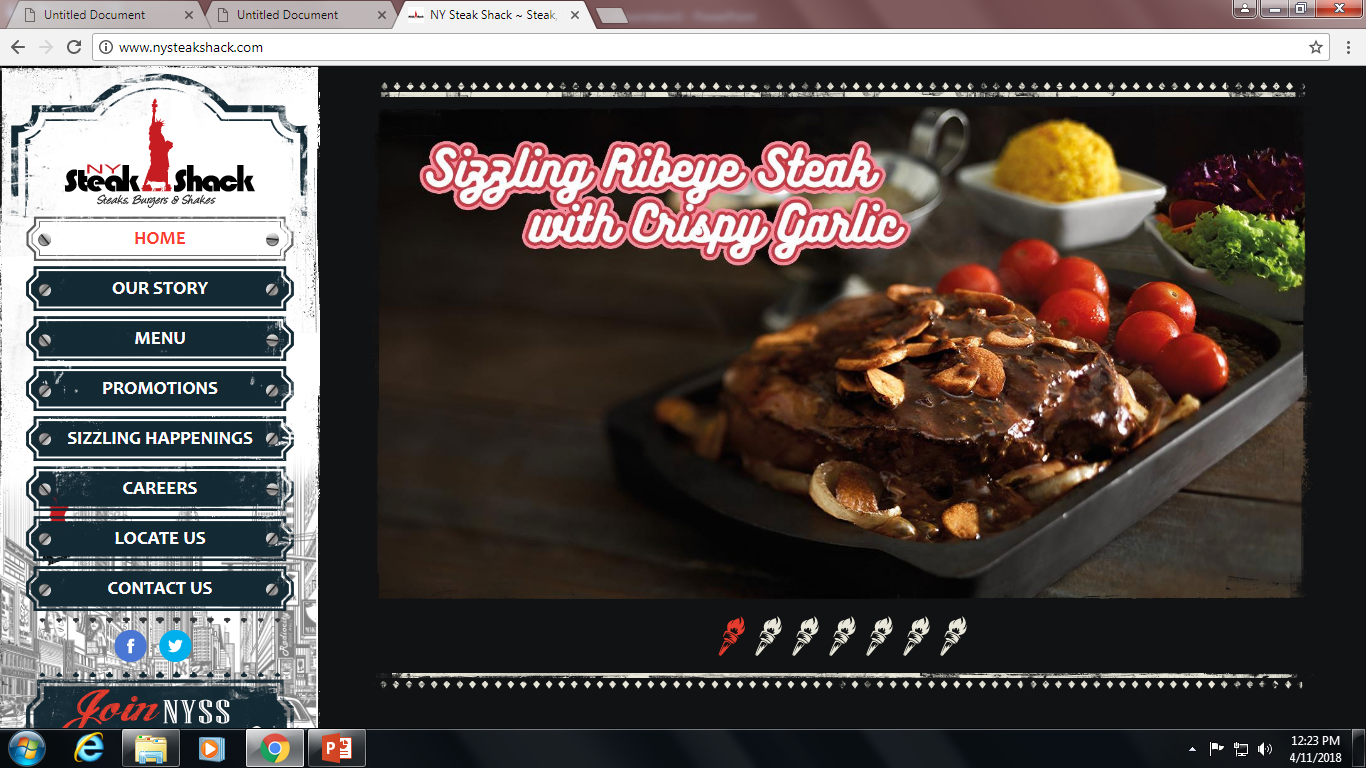 Untitled Document
Untitled Document
NY Steak Shack ~ Steak,
www.nysteakshack.com
NY
Steak Shack
Steaks, Burgers & Shakes
HOME
OUR STORY
MENU
PROMOTIONS
SIZZLING HAPPENINGS
CAREERS
LOCATE US
CONTACT US
Join NYSS
Sizzling Ribeye Steak
with Crispy Garlic
12:23 PM
4/11/2018